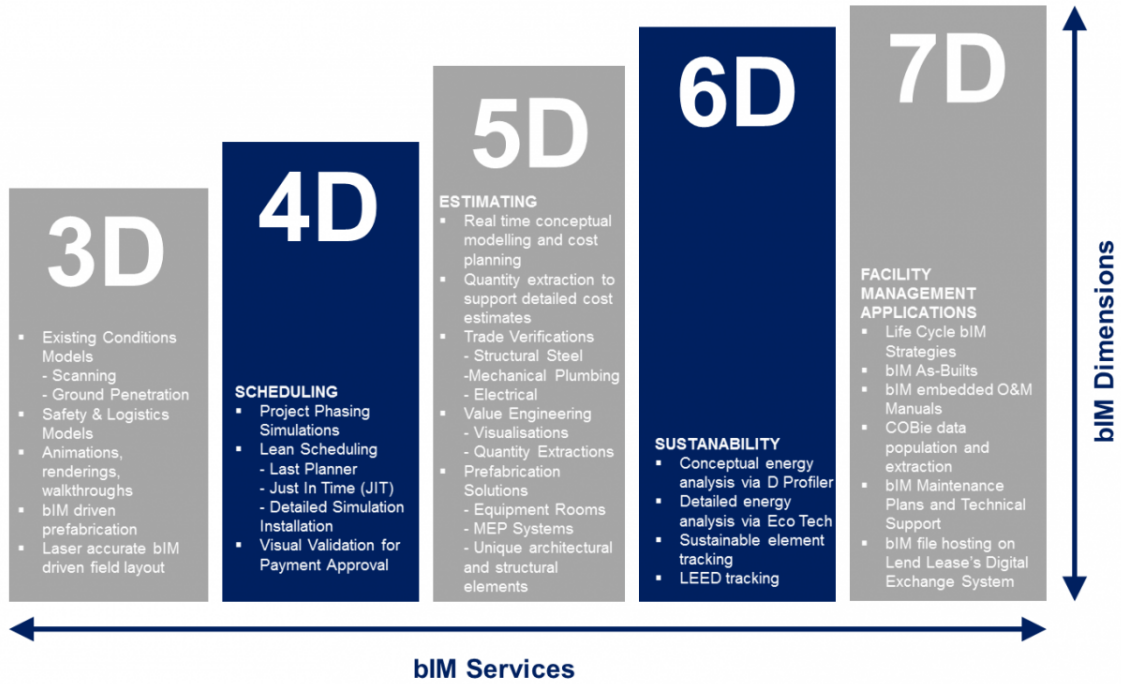 3D
▪ Existing Conditions
Models
- Scanning
- Ground Penetration
▪ Safety & Logistics
Models
▪ Animations,
renderings,
walkthroughs
▪ bIM driven
prefabrication
▪ Laser accurate bIM
driven field layout
4D
SCHEDULING
▪ Project Phasing
Simulations
▪ Lean Scheduling
- Last Planner
- Just In Time (JIT)
- Detailed Simulation
Installation
▪ Visual Validation for
Payment Approval
5D
ESTIMATING
▪ Real time conceptual
modelling and cost
planning
▪ Quantity extraction to
support detailed cost
estimates
▪ Trade Verifications
- Structural Steel
-Mechanical Plumbing
- Electrical
▪ Value Engineering
- Visualisations
- Quantity Extractions
▪ Prefabrication
Solutions
- Equipment Rooms
- MEP Systems
- Unique architectural
and structural
elements
6D
SUSTANABILITY
▪ Conceptual energy
analysis via D Profiler
▪ Detailed energy
analysis via Eco Tech
▪ Sustainable element
tracking
▪ LEED tracking
7D
FACILITY
MANAGEMENT
APPLICATIONS
▪ Life Cycle bIM
Strategies
▪ bIM As-Builts
▪ bIM embedded O&M
Manuals
▪ COBie data
population and
extraction
▪ bIM Maintenance
Plans and Technical
Support
▪ bIM file hosting on
Lend Lease's Digital
Exchange System
bIM Dimensions
bIM Services